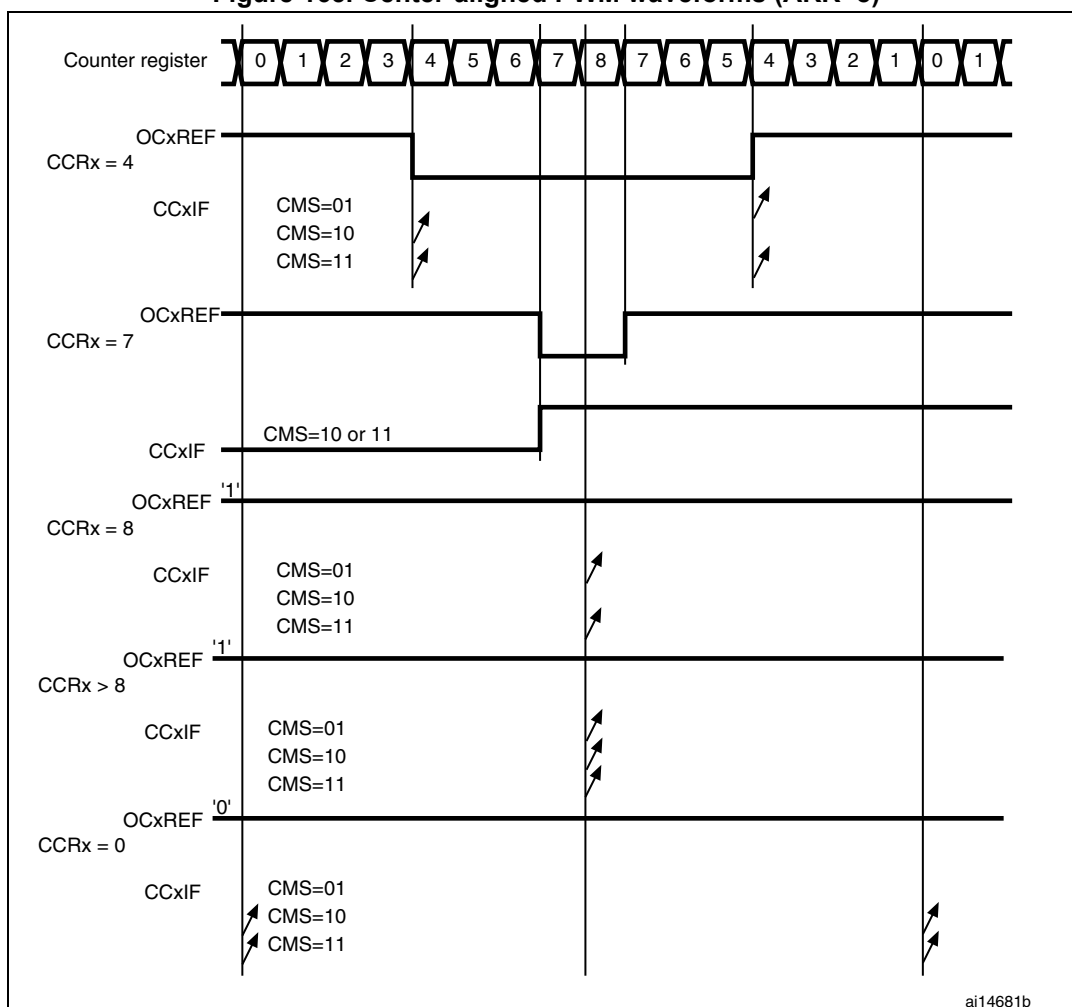 Figure Center-aligned PWM waveforms
Counter register 0 1 2 3 4 5 6 7 8 7 6 5 4 3 2 1 0 1
OCxREF
CCRx = 4
CCxIF
CMS=01
CMS=10
CMS=11
OCxREF
CCRx = 7
CMS=10 or 11
CCxIF
'1'
OCxREF
CCRx = 8
CCxIF
CMS=01
CMS=10
CMS=11
'1'
OCxREF
CCRx > 8
CCxIF
CMS=01
CMS=10
CMS=11
'0'
OCxREF
CCRx = 0
CCxIF
CMS=01
CMS=10
CMS=11
ai14681b